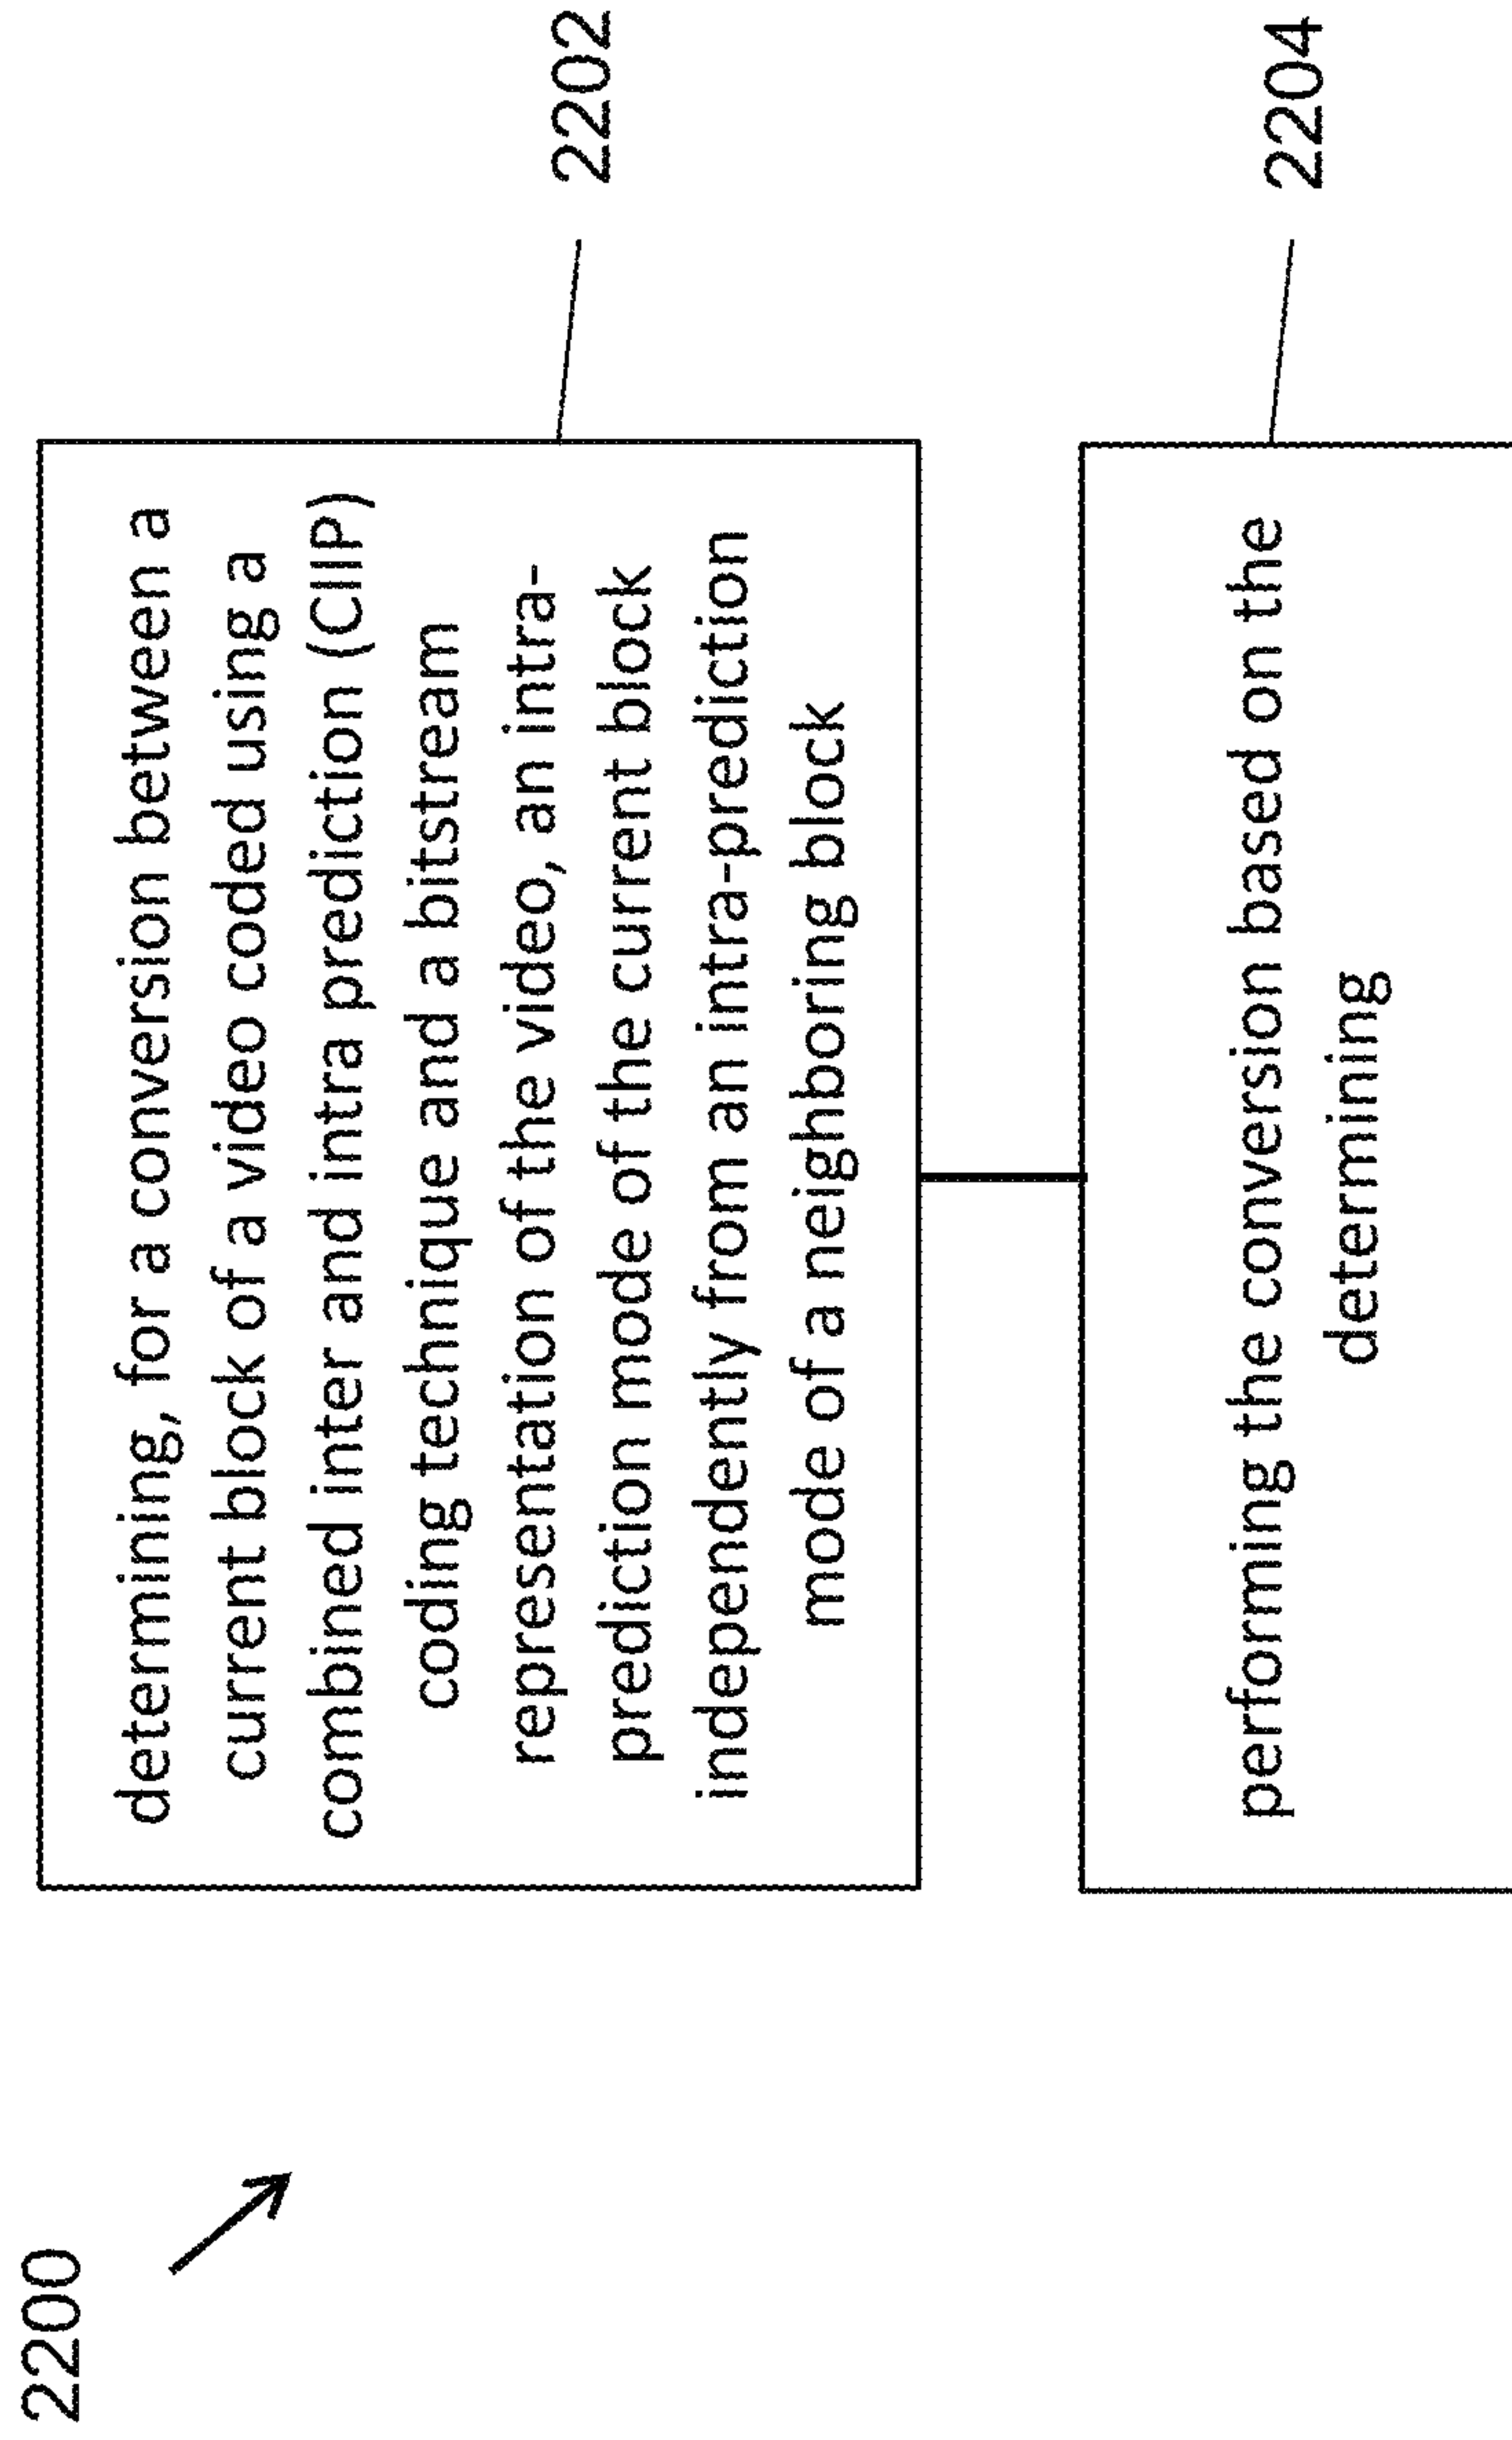 2200
determining, for a conversion between a
current block of a video coded using a
combined inter and intra prediction (CIIP)
coding technique and a bitstream
representation of the video, an intra-
prediction mode of the current block
independently from an intra-prediction
mode of a neighboring block
2202
performing the conversion based on the
determining
2204